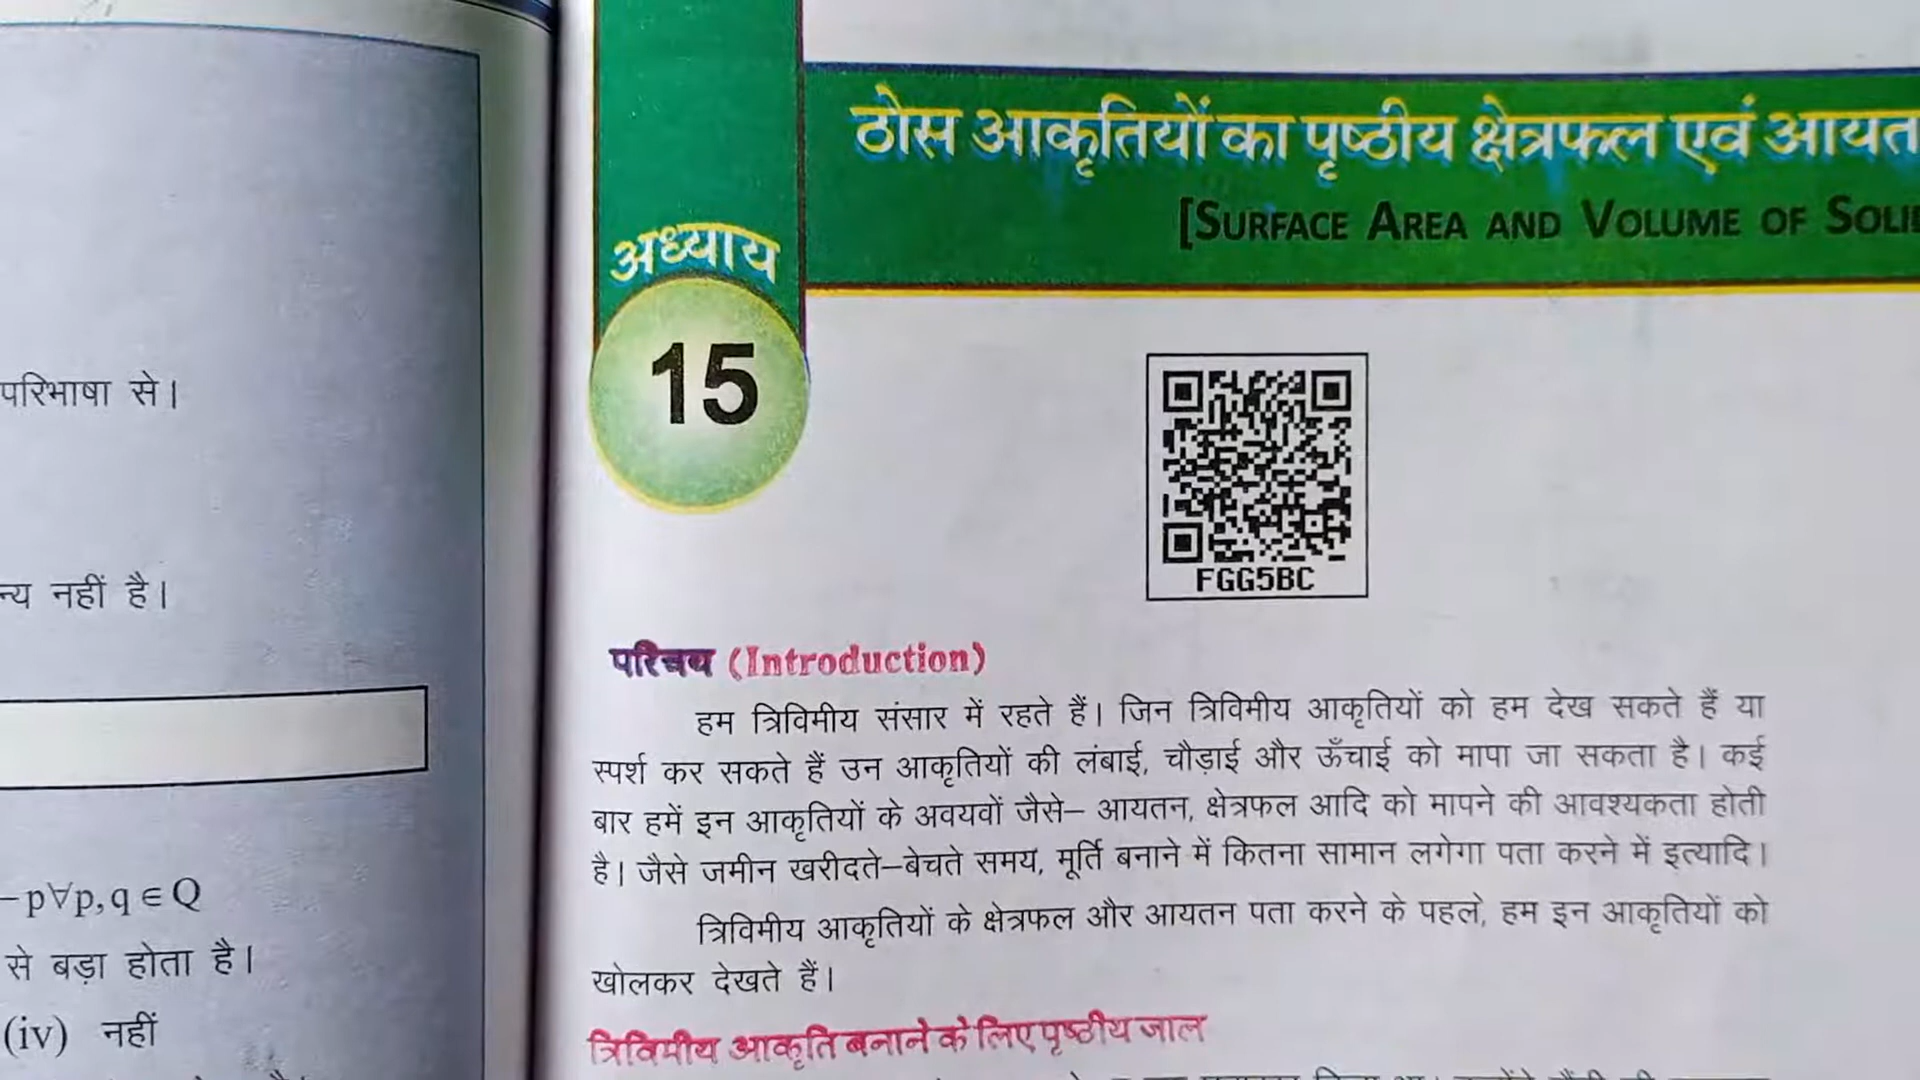 परिभाषा से।
न्य नहीं है।
–p∀p, q ∈ Q
से बड़ा होता है।
(iv) नहीं
अध्याय
15
ठोस आकृतियों का पृष्ठीय क्षेत्रफल एवं आयत
[SURFACE AREA AND VOLUME OF SOLI
FGG5BC
परिचय (Introduction)
हम त्रिविमीय संसार में रहते हैं। जिन त्रिविमीय आकृतियों को हम देख सकते हैं या
स्पर्श कर सकते हैं उन आकृतियों की लंबाई, चौड़ाई और ऊँचाई को मापा जा सकता है। कई
बार हमें इन आकृतियों के अवयवों जैसे– आयतन, क्षेत्रफल आदि को मापने की आवश्यकता होती
है। जैसे जमीन खरीदते–बेचते समय, मूर्ति बनाने में कितना सामान लगेगा पता करने में इत्यादि।
त्रिविमीय आकृतियों के क्षेत्रफल और आयतन पता करने के पहले, हम इन आकृतियों को
खोलकर देखते हैं।
त्रिविमीय आकृति बनाने के लिए पृष्ठीय जाल